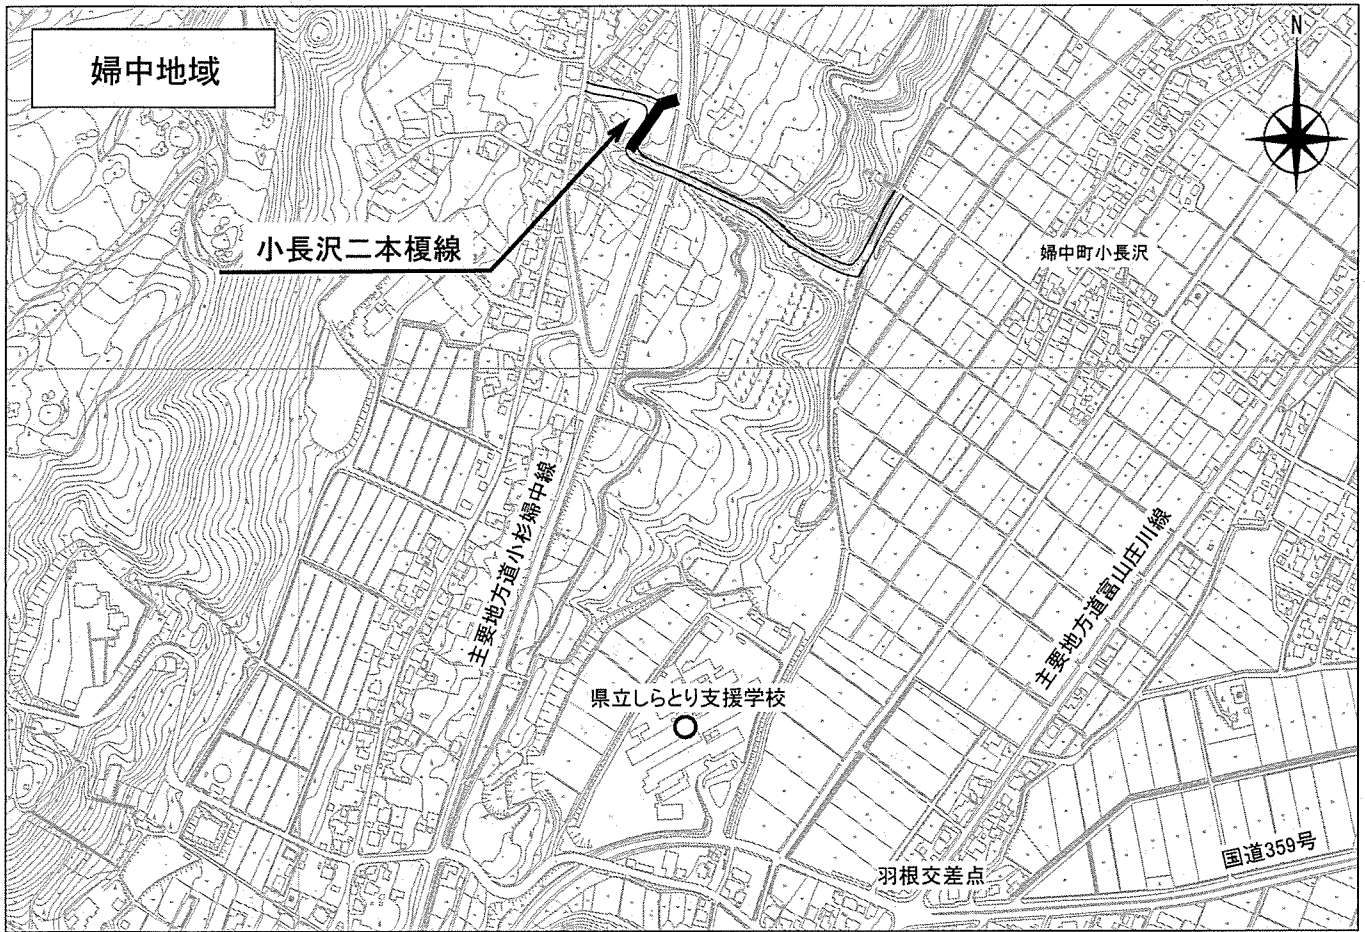 婦中地域
N
小長沢二本榎線
婦中町小長沢
主要地方道小杉婦中線
主要地方道富山庄川線
県立しらとり支援学校
国道359号
羽根交差点